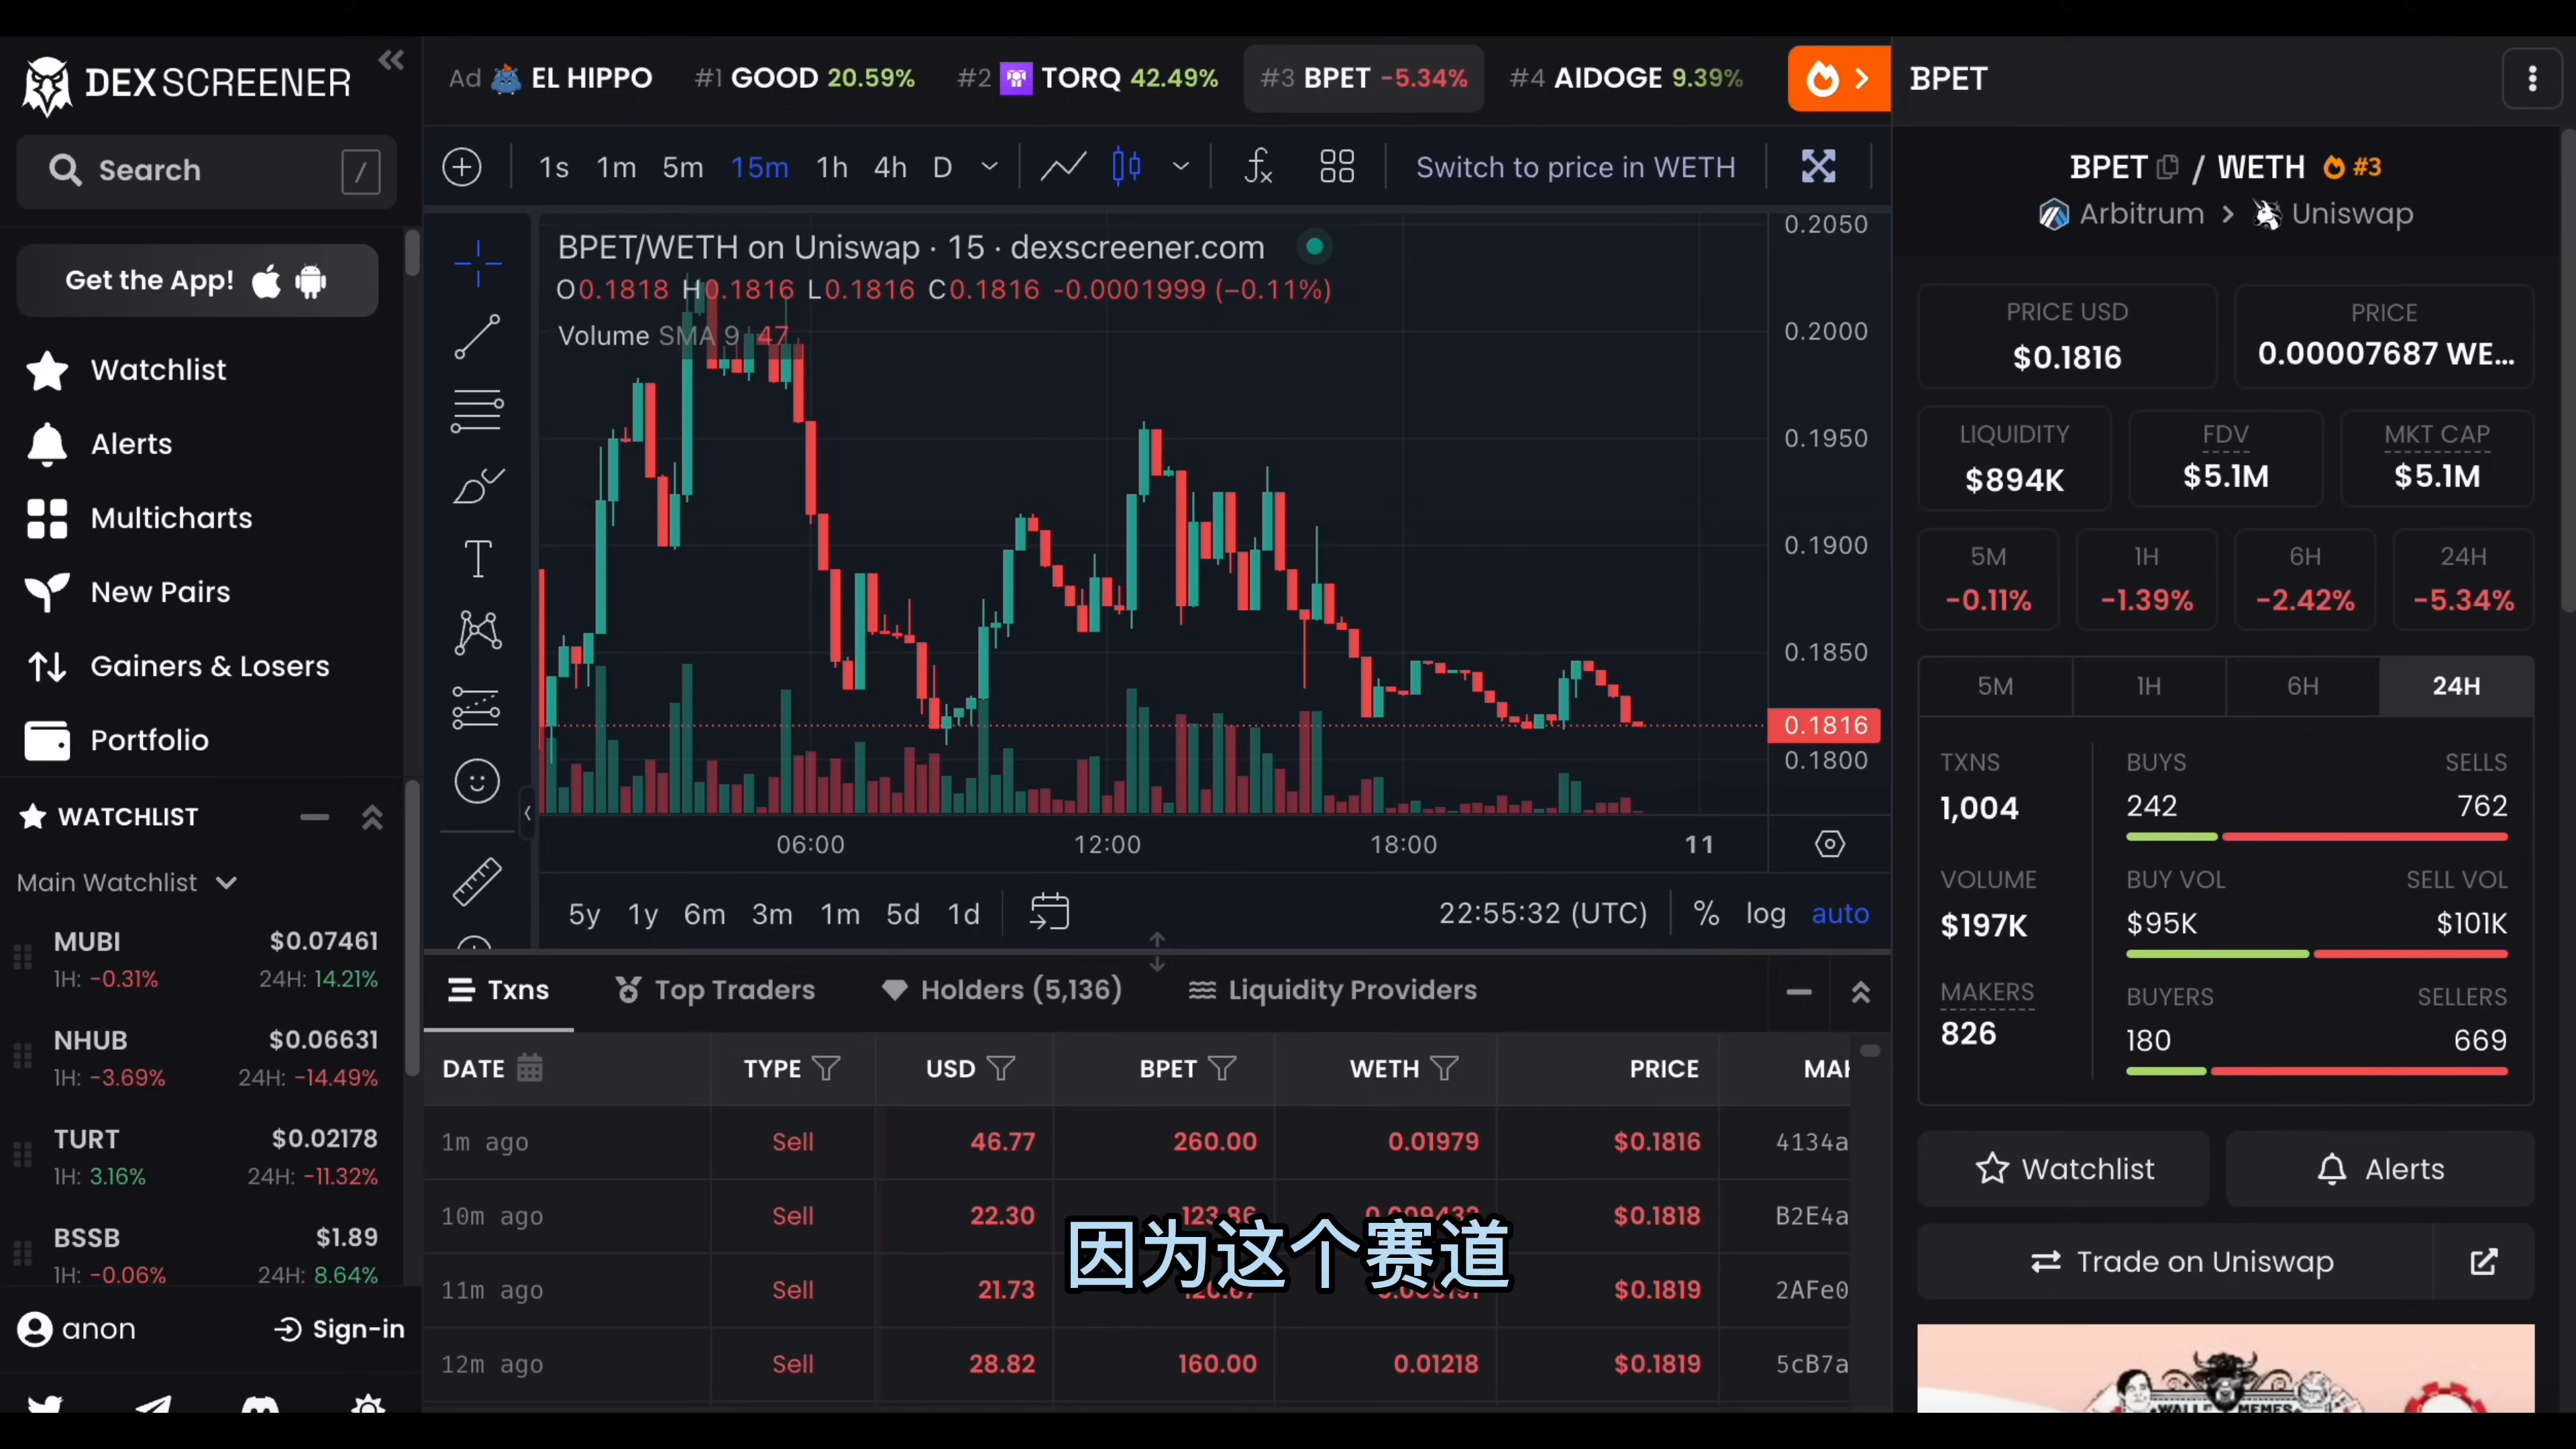 DEXSCREENER
Search /
Get the App!
Watchlist
Alerts
Multicharts
New Pairs
Gainers & Losers
Portfolio
WATCHLIST
Main Watchlist
MUBI $0.07461
1H: -0.31% 24H: 14.21%
NHUB $0.06631
1H: -3.69% 24H: -14.49%
TURT $0.02178
1H: 3.16% 24H: -11.32%
BSSB $1.89
1H: -0.06% 24H: 8.64%
anon Sign-in
Ad EL HIPPO #1 GOOD 20.59% #2 TORQ 42.49% #3 BPET -5.34% #4 AIDOGE 9.39%
1s 1m 5m 15m 1h 4h D Switch to price in WETH
BPET/WETH on Uniswap · 15 · dexscreener.com
O0.1818 H0.1816 L0.1816 C0.1816 -0.0001999 (−0.11%)
Volume SMA 9 47
0.2050
0.2000
0.1950
0.1900
0.1850
0.1816
0.1800
06:00 12:00 18:00 11
5y 1y 6m 3m 1m 5d 1d 22:55:32 (UTC) % log auto
Txns Top Traders Holders (5,136) Liquidity Providers
DATE TYPE USD BPET WETH PRICE
1m ago Sell 46.77 260.00 0.01979 $0.1816 4134a
10m ago Sell 22.30 123.86 $0.1818 B2E4a
11m ago Sell 21.73 $0.1819 2AFe0
12m ago Sell 28.82 160.00 0.01218 $0.1819 5cB7a
因为这个赛道
BPET
BPET / WETH #3
Arbitrum > Uniswap
PRICE USD
$0.1816
PRICE
0.00007687 WE...
LIQUIDITY
$894K
FDV
$5.1M
MKT CAP
$5.1M
5M
-0.11%
1H
-1.39%
6H
-2.42%
24H
-5.34%
5M 1H 6H 24H
TXNS
1,004
BUYS SELLS
242 762
VOLUME
$197K
BUY VOL SELL VOL
$95K $101K
MAKERS
826
BUYERS SELLERS
180 669
Watchlist Alerts
Trade on Uniswap
WALL ST MEMES